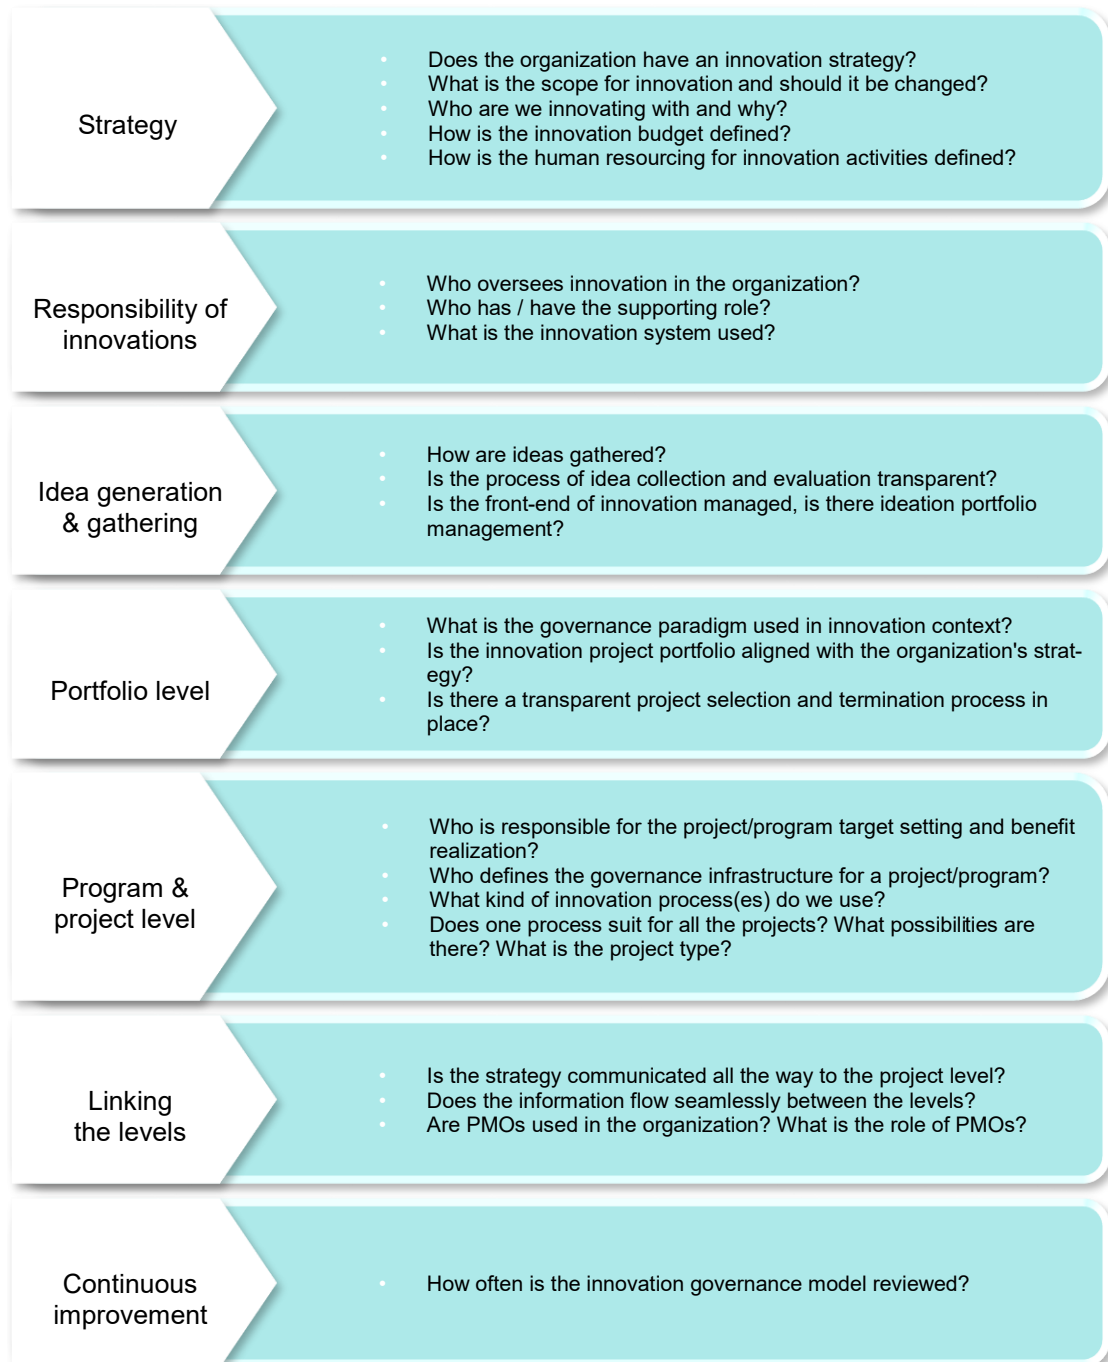 Strategy
• Does the organization have an innovation strategy?
• What is the scope for innovation and should it be changed?
• Who are we innovating with and why?
• How is the innovation budget defined?
• How is the human resourcing for innovation activities defined?
Responsibility of
innovations
• Who oversees innovation in the organization?
• Who has / have the supporting role?
• What is the innovation system used?
Idea generation
& gathering
• How are ideas gathered?
• Is the process of idea collection and evaluation transparent?
• Is the front-end of innovation managed, is there ideation portfolio
management?
Portfolio level
• What is the governance paradigm used in innovation context?
• Is the innovation project portfolio aligned with the organization's strat-
egy?
• Is there a transparent project selection and termination process in
place?
Program &
project level
• Who is responsible for the project/program target setting and benefit
realization?
• Who defines the governance infrastructure for a project/program?
• What kind of innovation process(es) do we use?
• Does one process suit for all the projects? What possibilities are
there? What is the project type?
Linking
the levels
• Is the strategy communicated all the way to the project level?
• Does the information flow seamlessly between the levels?
• Are PMOs used in the organization? What is the role of PMOs?
Continuous
improvement
• How often is the innovation governance model reviewed?